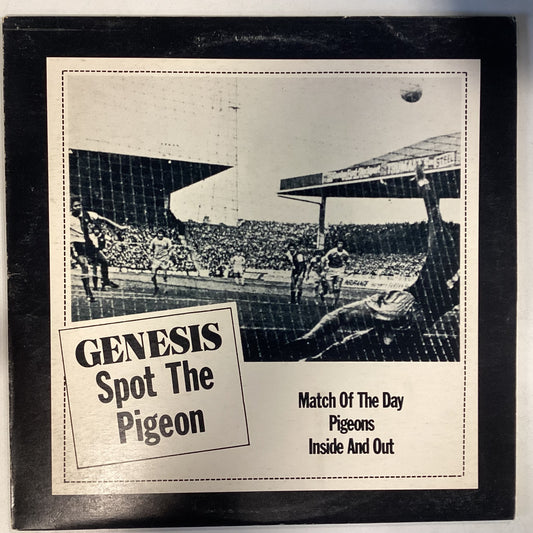 GENESIS
Spot The
Pigeon
Match Of The Day
Pigeons
Inside And Out